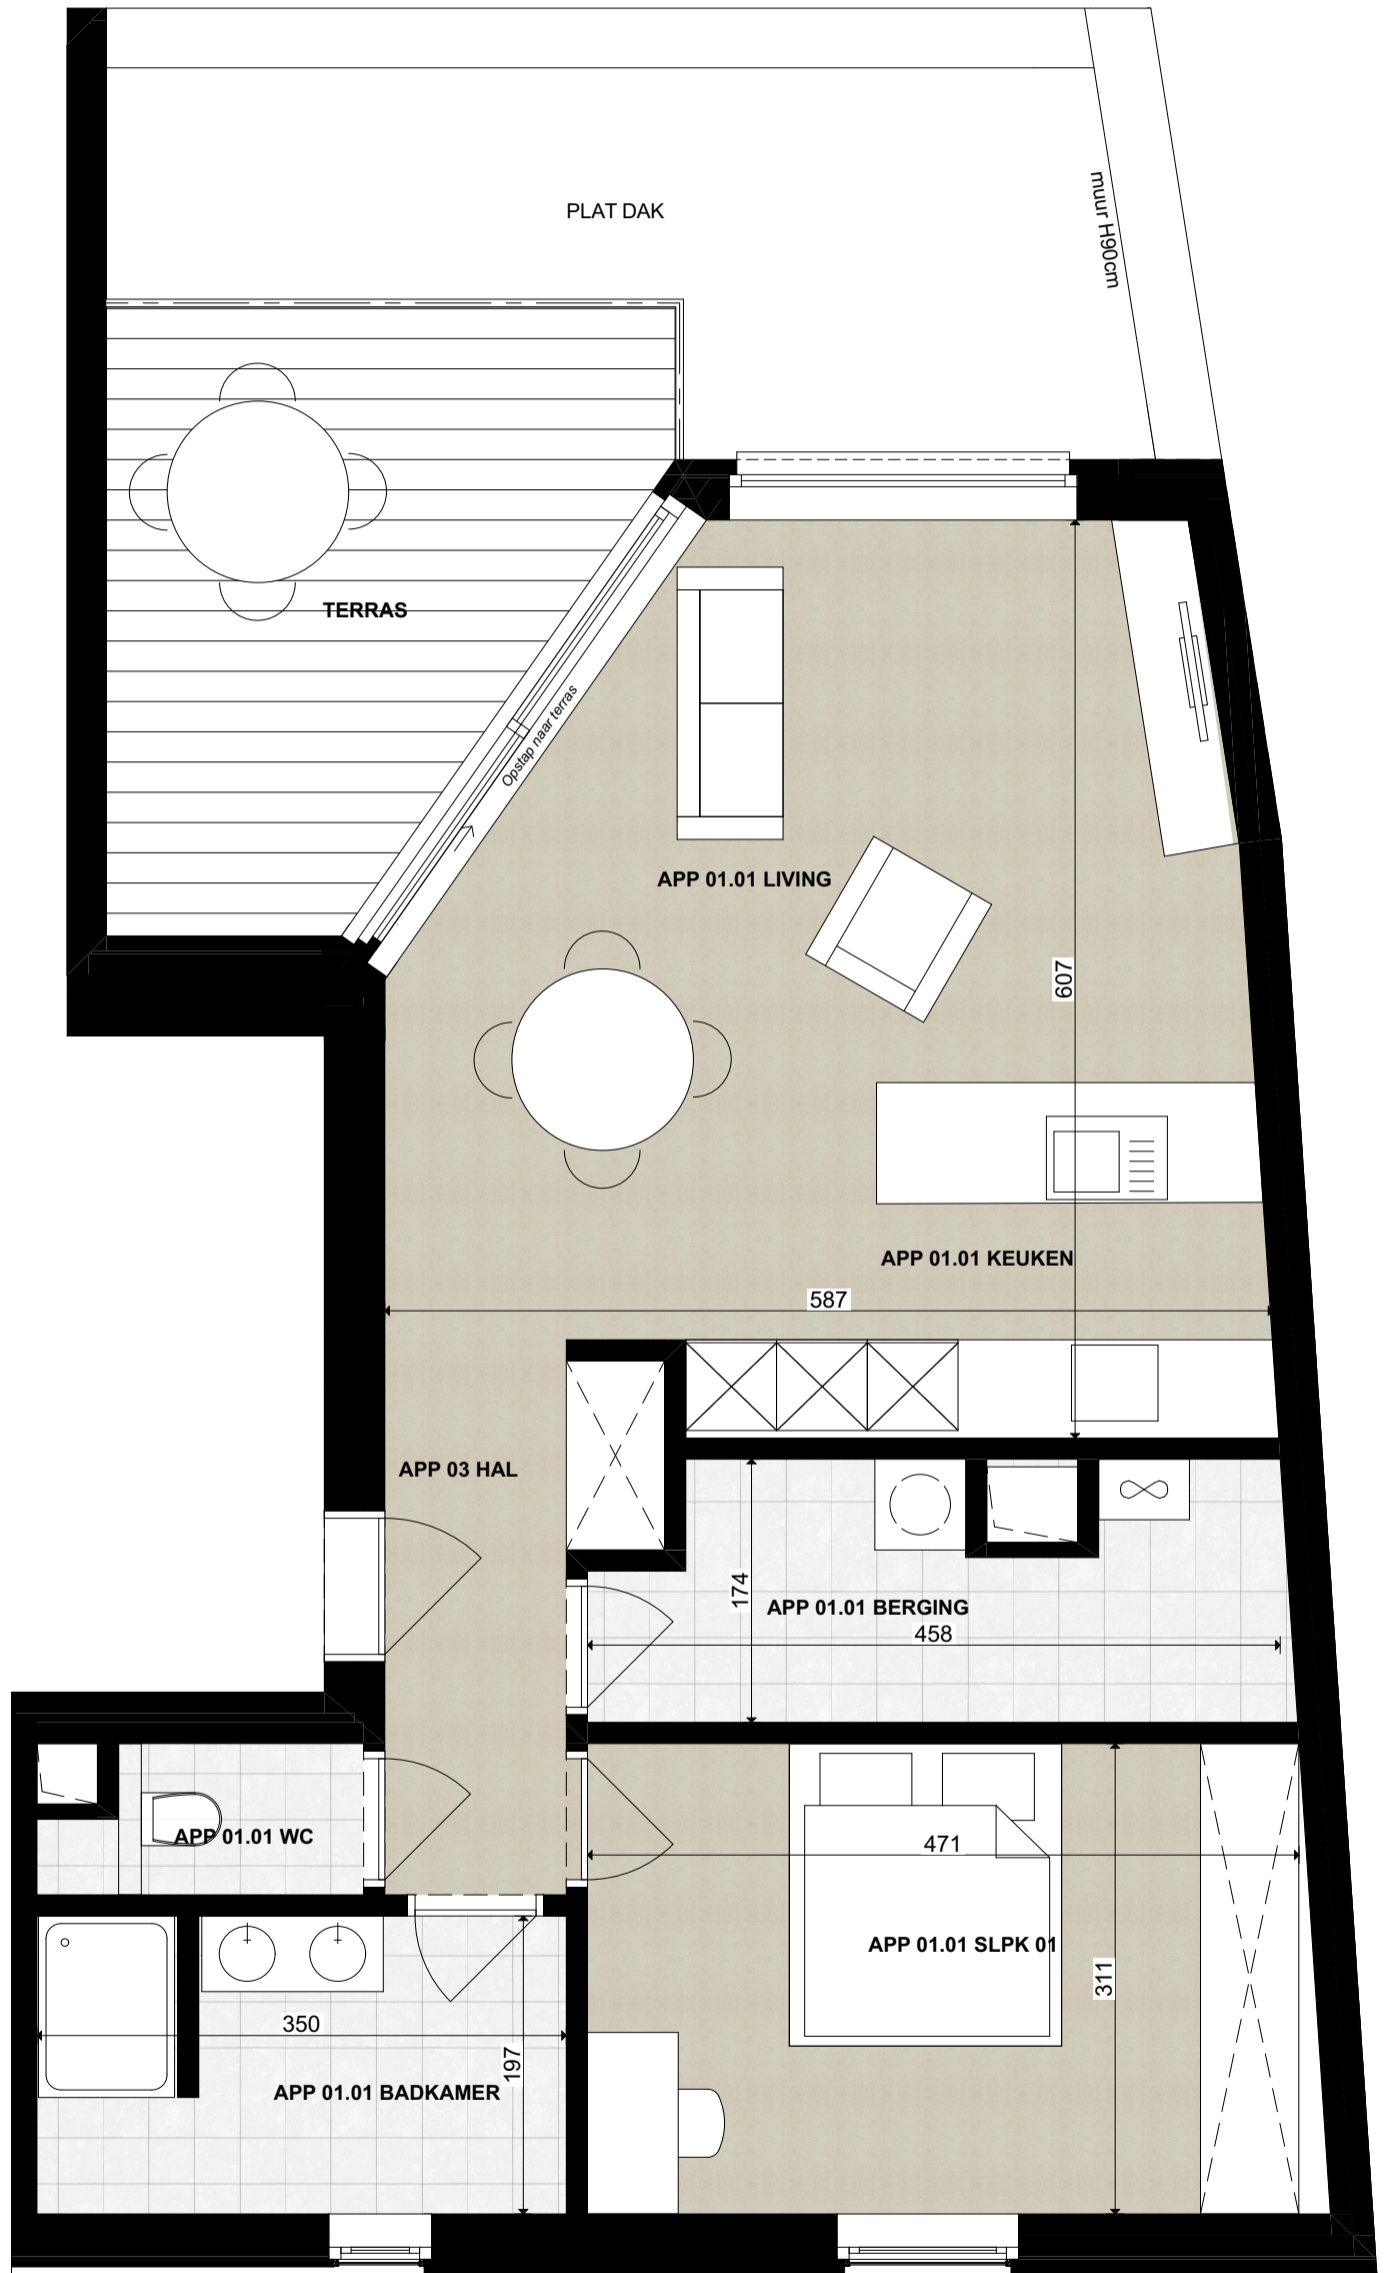 PLAT DAK
muur H90cm
TERRAS
Opstap naar terras
APP 01.01 LIVING
607
APP 01.01 KEUKEN
587
APP 03 HAL
174
APP 01.01 BERGING
458
APP 01.01 WC
471
APP 01.01 SLPK 01
311
350
197
APP 01.01 BADKAMER